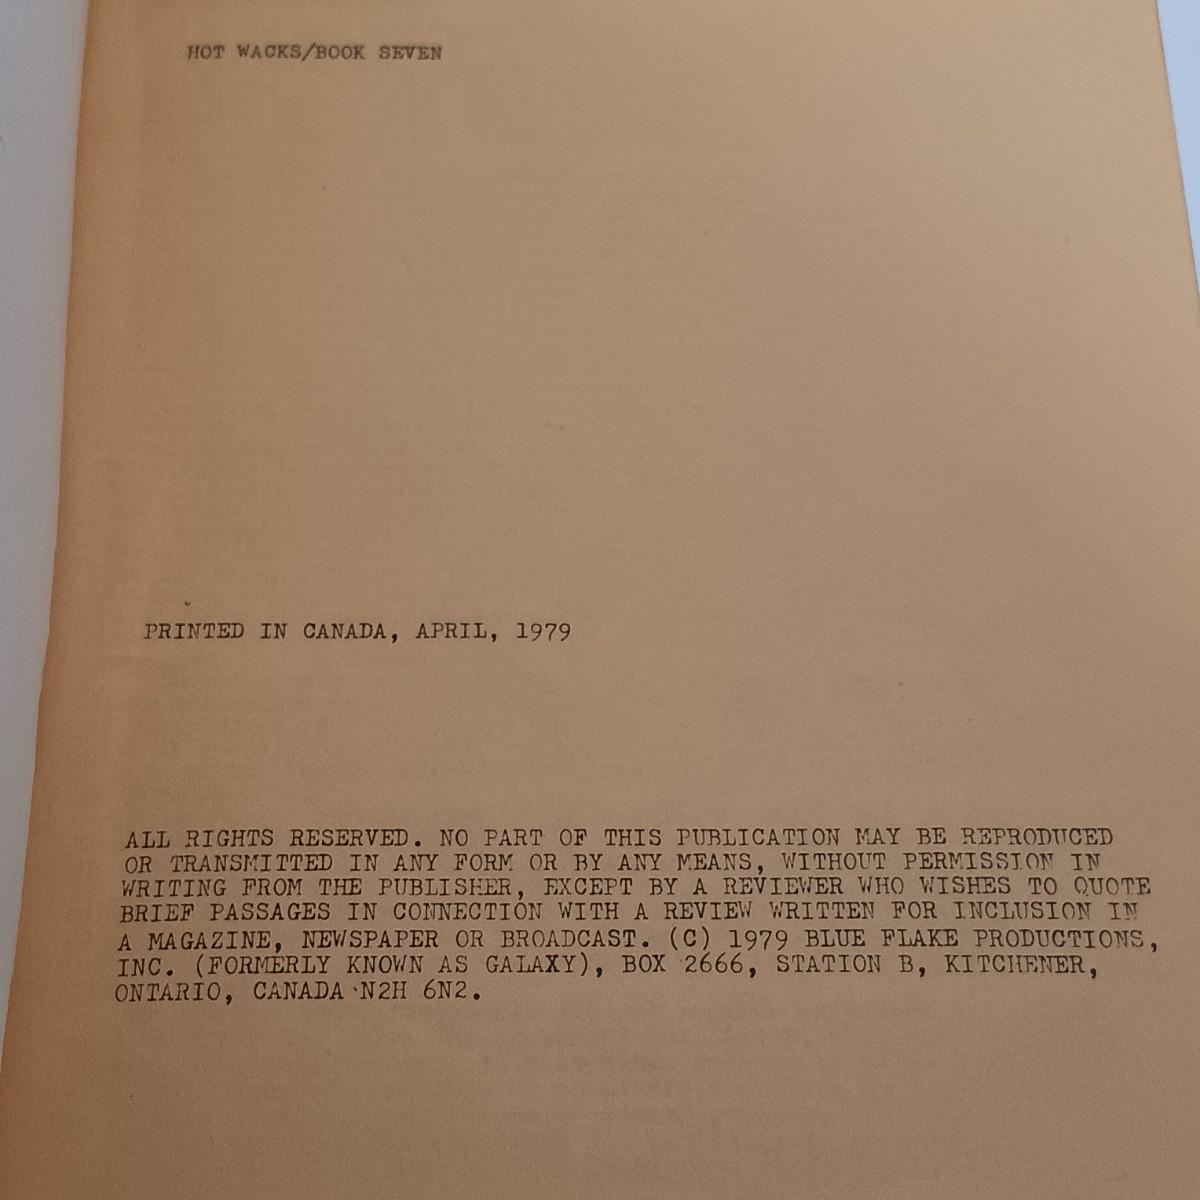 HOT WACKS/BOOK SEVEN
PRINTED IN CANADA, APRIL, 1979
ALL RIGHTS RESERVED. NO PART OF THIS PUBLICATION MAY BE REPRODUCED
OR TRANSMITTED IN ANY FORM OR BY ANY MEANS, WITHOUT PERMISSION IN
WRITING FROM THE PUBLISHER, EXCEPT BY A REVIEWER WHO WISHES TO QUOTE
BRIEF PASSAGES IN CONNECTION WITH A REVIEW WRITTEN FOR INCLUSION IN
A MAGAZINE, NEWSPAPER OR BROADCAST. (C) 1979 BLUE FLAKE PRODUCTIONS,
INC. (FORMERLY KNOWN AS GALAXY), BOX 2666, STATION B, KITCHENER,
ONTARIO, CANADA N2H 6N2.